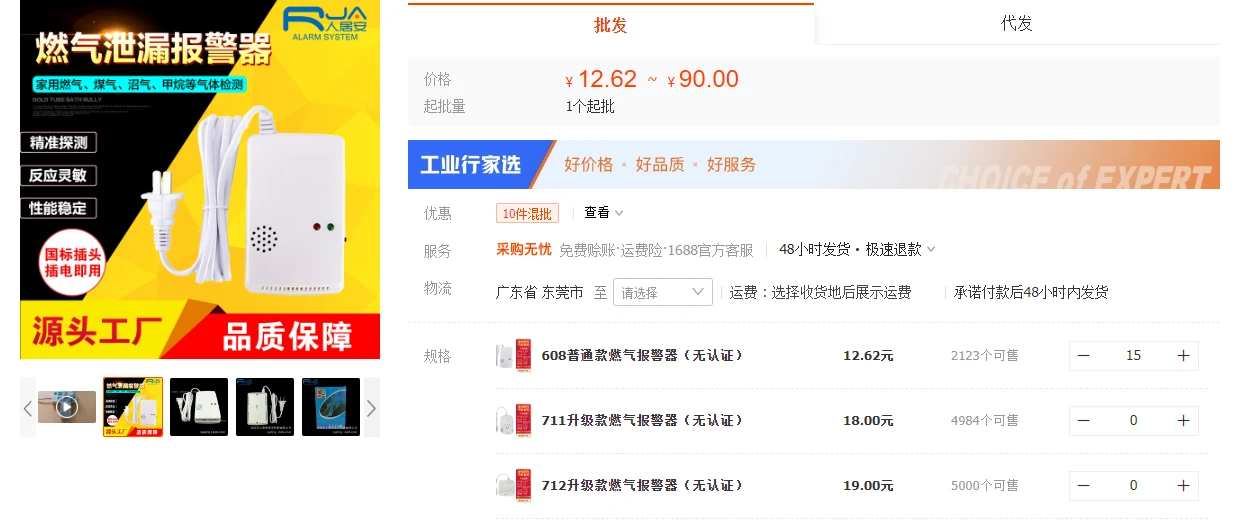 RJA
人居安
ALARM SYSTEM
燃气泄漏报警器
家用燃气、煤气、沼气、甲烷等气体检测
精准探测
反应灵敏
性能稳定
国标插头
插电即用
源头工厂
品质保障
批发
代发
价格
¥12.62 ~ ¥90.00
起批量
1个起批
工业行家选
好价格 · 好品质 · 好服务
CHOICE of EXPERT
优惠
10件混批
查看
服务
采购无忧 免费赊账·运费险·1688官方客服
48小时发货 · 极速退款
物流
广东省 东莞市 至 请选择
运费：选择收货地后展示运费
承诺付款后48小时内发货
规格
608普通款燃气报警器（无认证） 12.62元 2123个可售 − 15 +
711升级款燃气报警器（无认证） 18.00元 4984个可售 − 0 +
712升级款燃气报警器（无认证） 19.00元 5000个可售 − 0 +